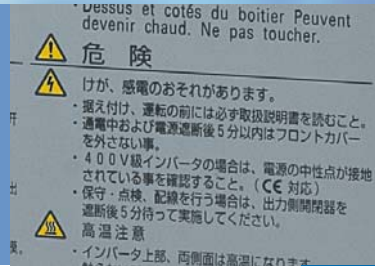 Dessus et cotés du boitier Peuvent
devenir chaud. Ne pas toucher.
危 険
けが、感電のおそれがあります。
・据え付け、運転の前には必ず取扱説明書を読むこと。
・通電中および電源遮断後5分以内はフロントカバー
を外さない事。
・400V級インバータの場合は、電源の中性点が接地
されている事を確認すること。(CE 対応)
・保守・点検、配線を行う場合は、出力側開閉器を
遮断後5分待って実施してください。
高温注意
・インバータ上部、両側面は高温になります